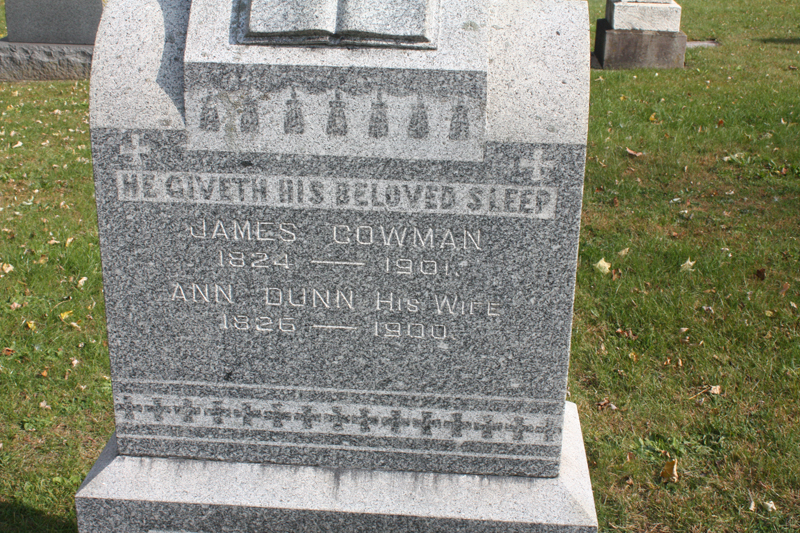 HE GIVETH HIS BELOVED SLEEP
JAMES COWMAN
1824 — 1901.
ANN DUNN HIS WIFE
1826 — 1900.